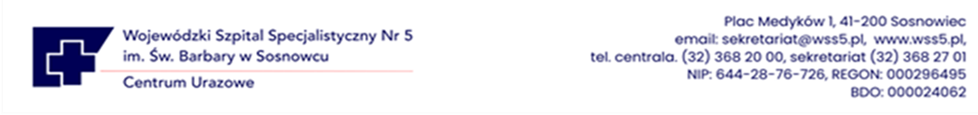 Wojewódzki Szpital Specjalistyczny Nr 5
im. Św. Barbary w Sosnowcu
Centrum Urazowe
Plac Medyków 1, 41-200 Sosnowiec
email: sekretariat@wss5.pl, www.wss5.pl,
tel. centrala. (32) 368 20 00, sekretariat (32) 368 27 01
NIP: 644-28-76-726, REGON: 000296495
BDO: 000024062